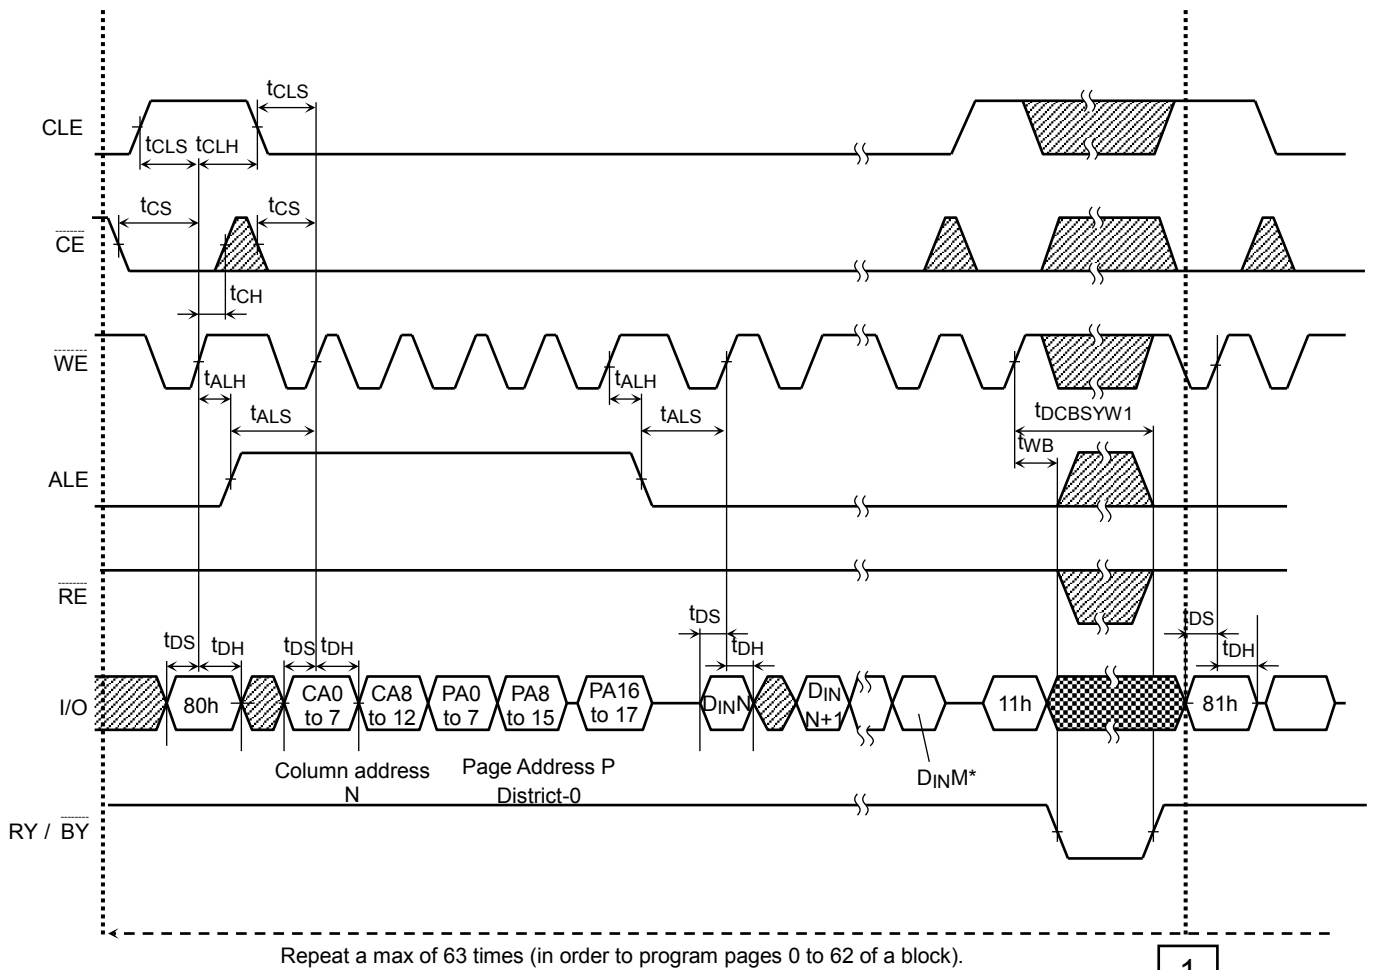 tCLS
CLE
tCLS tCLH
tCS tCS
CE
tCH
WE
tALH tALH
tALS tALS tDCBSYW1
tWB
ALE
RE
tDS tDH tDS tDH tDS tDH DS tDH
I/O 80h CA0 to 7 CA8 to 12 PA0 to 7 PA8 to 15 PA16 to 17 DINN DIN N+1 11h 81h
DINM*
Column address
N
Page Address P
District-0
RY / BY
Repeat a max of 63 times (in order to program pages 0 to 62 of a block).
1